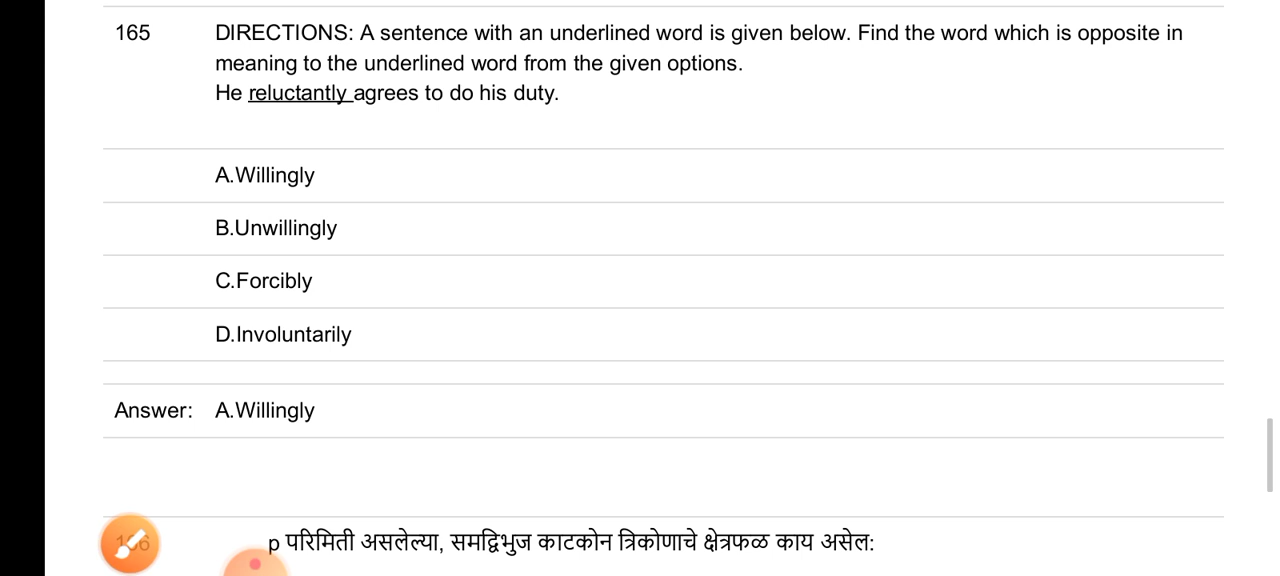 165 DIRECTIONS: A sentence with an underlined word is given below. Find the word which is opposite in
meaning to the underlined word from the given options.
He reluctantly agrees to do his duty.
A.Willingly
B.Unwillingly
C.Forcibly
D.Involuntarily
Answer: A.Willingly
166 p परिमिती असलेल्या, समद्विभुज काटकोन त्रिकोणाचे क्षेत्रफळ काय असेल: